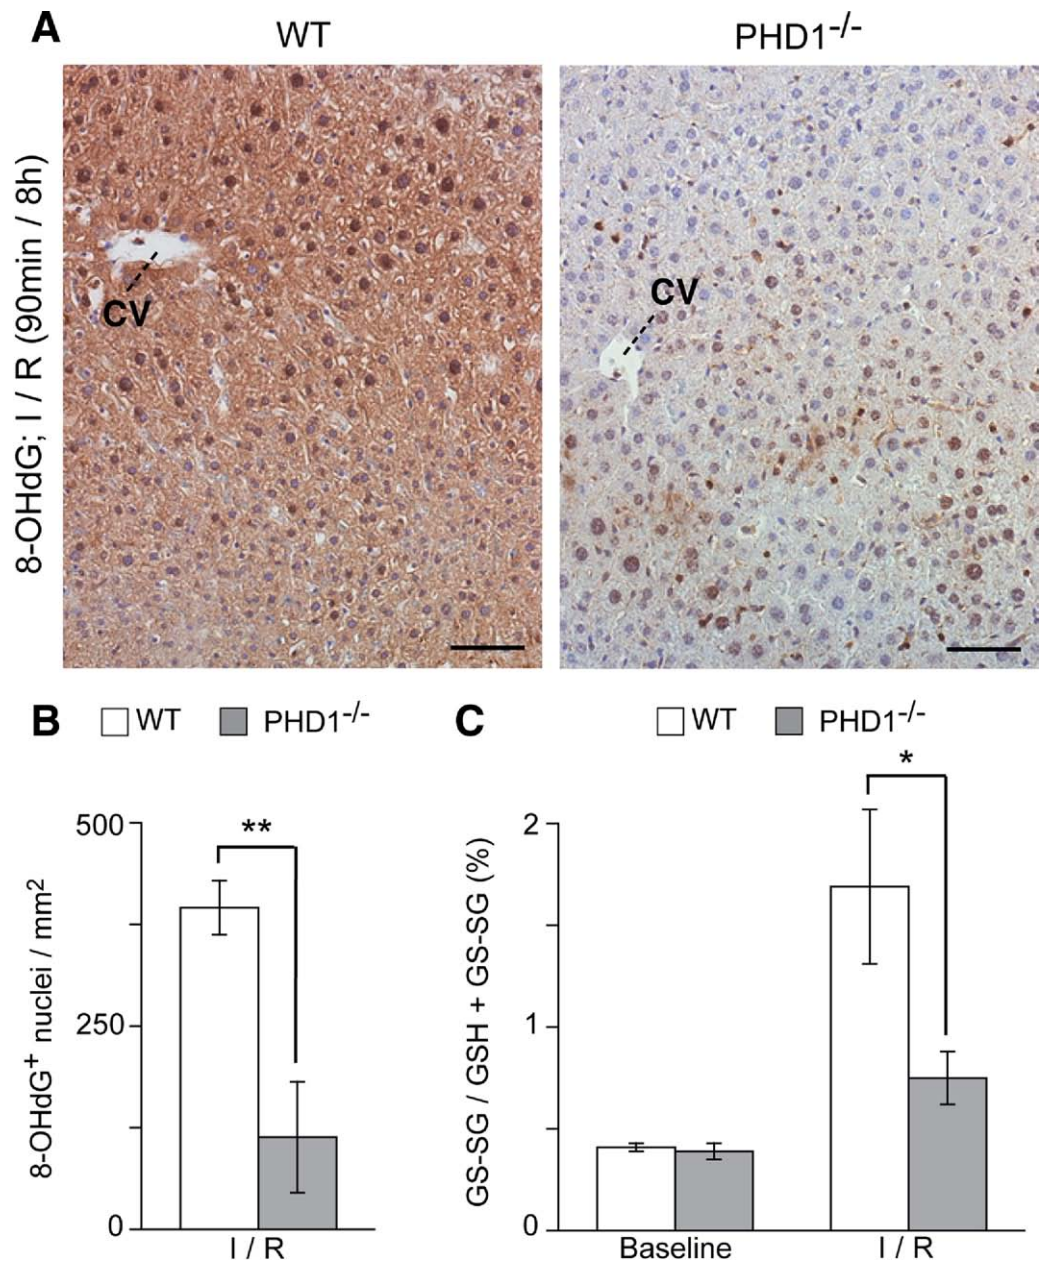 A
WT
PHD1-/-
8-OHdG; I / R (90min / 8h)
CV
CV
B
WT
PHD1-/-
C
WT
PHD1-/-
8-OHdG+ nuclei / mm2
500
250
0
**
I / R
GS-SG / GSH + GS-SG (%)
2
1
0
*
Baseline
I / R